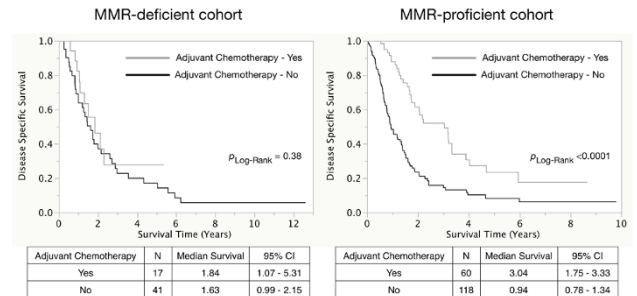 MMR-deficient cohort
Disease Specific Survival
1.0
0.8
0.6
0.4
0.2
0.0
Adjuvant Chemotherapy - Yes
Adjuvant Chemotherapy - No
pLog-Rank = 0.38
0 2 4 6 8 10 12
Survival Time (Years)
Adjuvant Chemotherapy N Median Survival 95% CI
Yes 17 1.84 1.07 - 5.31
No 41 1.63 0.99 - 2.15
MMR-proficient cohort
Disease Specific Survival
1.0
0.8
0.6
0.4
0.2
0.0
Adjuvant Chemotherapy - Yes
Adjuvant Chemotherapy - No
pLog-Rank <0.0001
0 2 4 6 8 10
Survival Time (Years)
Adjuvant Chemotherapy N Median Survival 95% CI
Yes 60 3.04 1.75 - 3.33
No 118 0.94 0.78 - 1.34